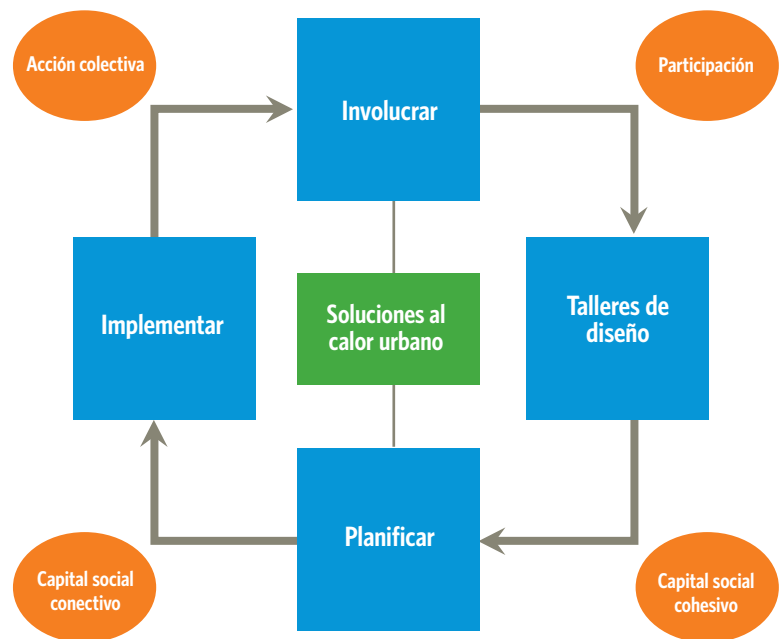 Acción colectiva
Involucrar
Participación
Implementar
Soluciones al
calor urbano
Talleres de
diseño
Capital social
conectivo
Planificar
Capital social
cohesivo